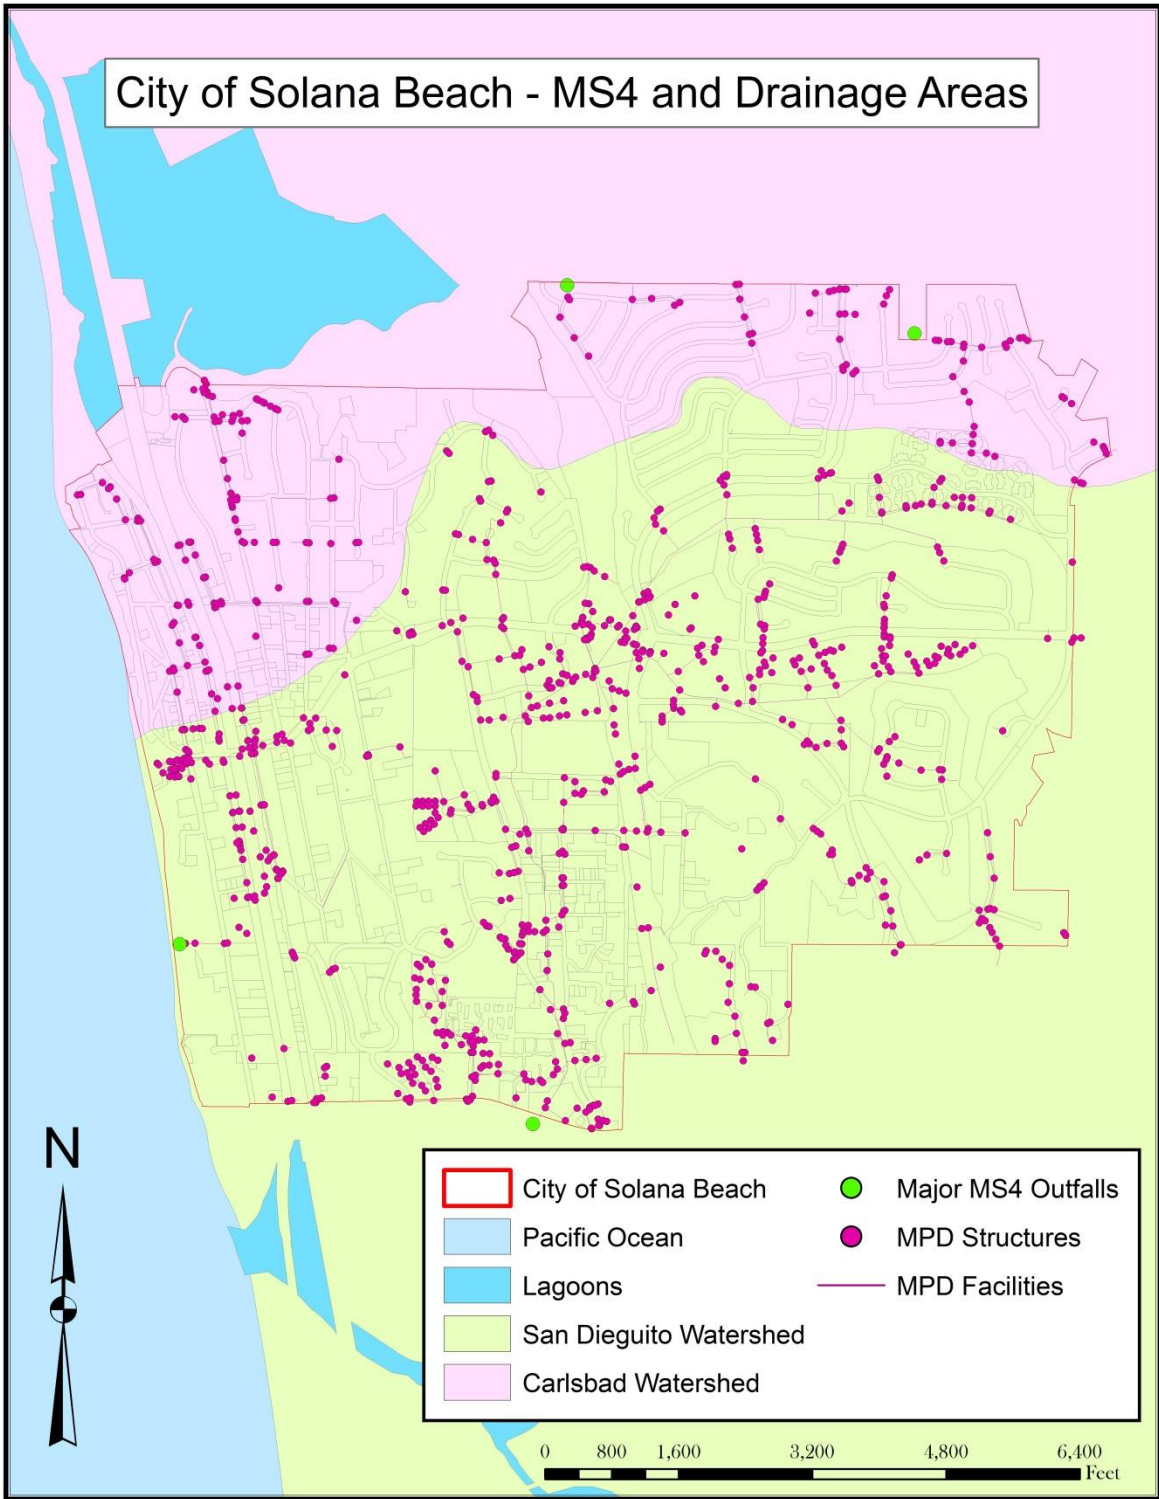 City of Solana Beach - MS4 and Drainage Areas
N
City of Solana Beach
Pacific Ocean
Lagoons
San Dieguito Watershed
Carlsbad Watershed
Major MS4 Outfalls
MPD Structures
MPD Facilities
0 800 1,600 3,200 4,800 6,400
Feet